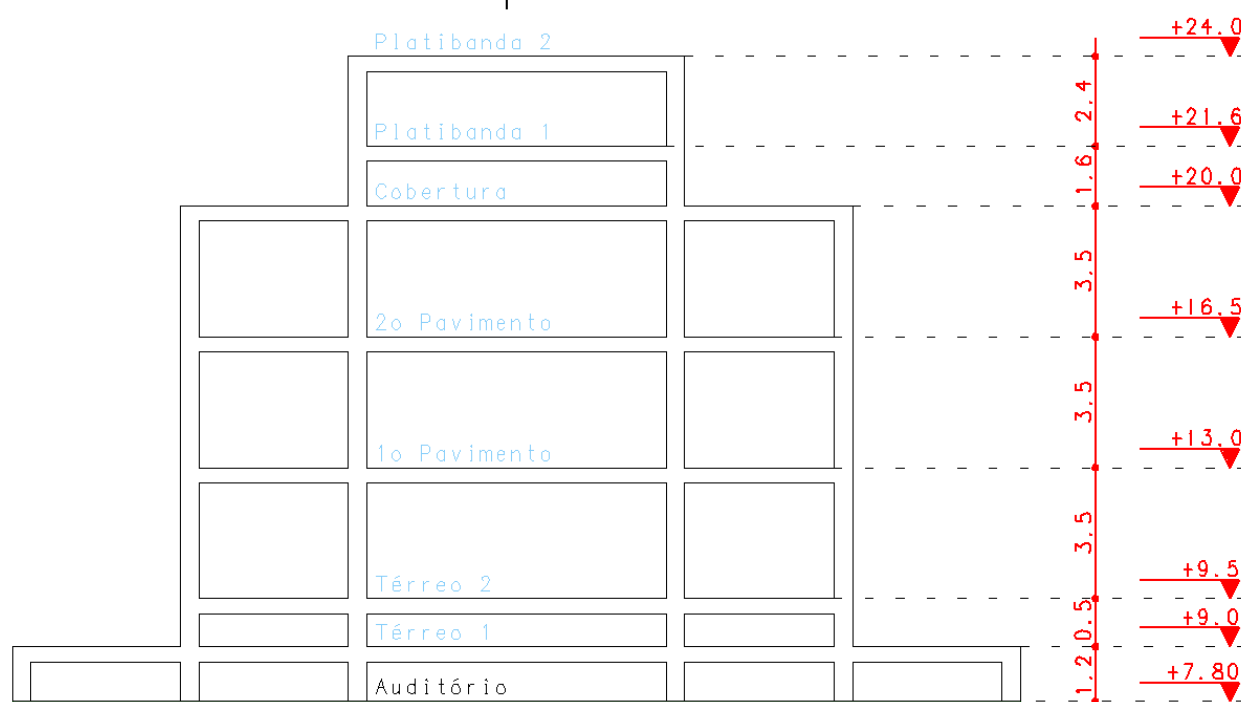 Platibanda 2
+24.0
2.4
Platibanda 1
+21.6
1.6
Cobertura
+20.0
3.5
2o Pavimento
+16.5
3.5
1o Pavimento
+13.0
3.5
Térreo 2
+9.5
0.5
Térreo 1
+9.0
1.2
Auditório
+7.80